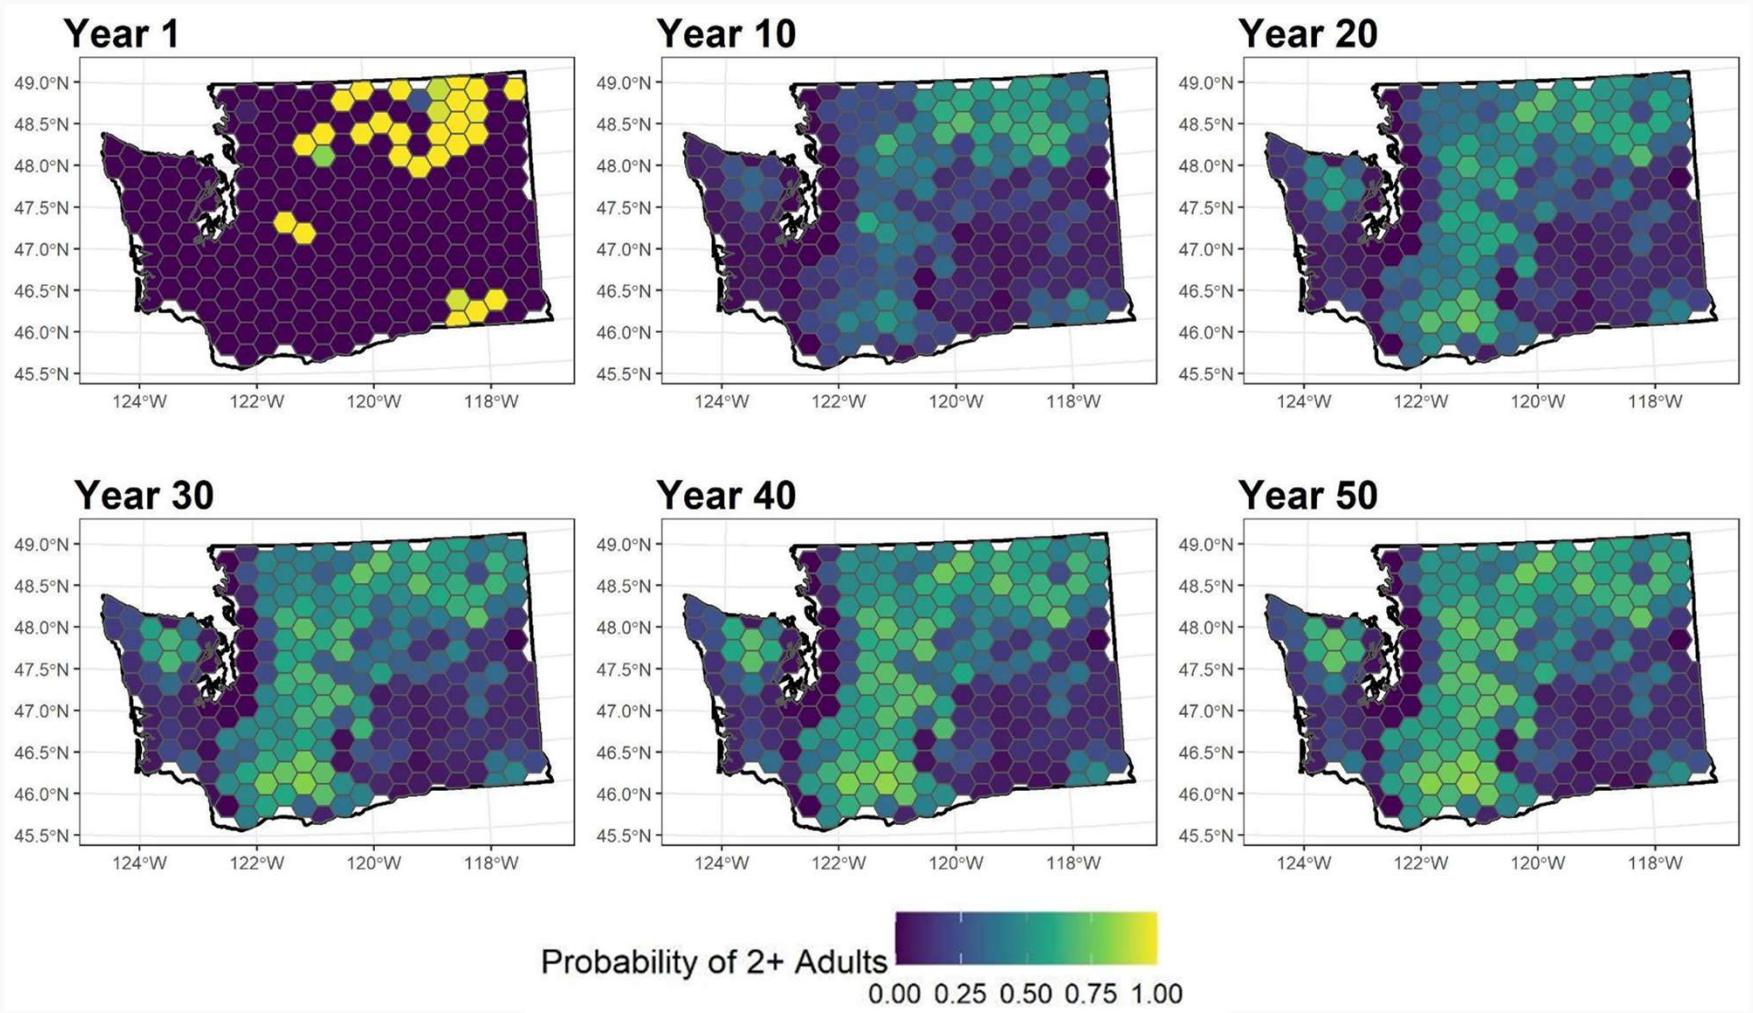 Year 1
Year 10
Year 20
49.0°N
48.5°N
48.0°N
47.5°N
47.0°N
46.5°N
46.0°N
45.5°N
124°W 122°W 120°W 118°W
49.0°N
48.5°N
48.0°N
47.5°N
47.0°N
46.5°N
46.0°N
45.5°N
124°W 122°W 120°W 118°W
49.0°N
48.5°N
48.0°N
47.5°N
47.0°N
46.5°N
46.0°N
45.5°N
124°W 122°W 120°W 118°W
Year 30
Year 40
Year 50
49.0°N
48.5°N
48.0°N
47.5°N
47.0°N
46.5°N
46.0°N
45.5°N
124°W 122°W 120°W 118°W
49.0°N
48.5°N
48.0°N
47.5°N
47.0°N
46.5°N
46.0°N
45.5°N
124°W 122°W 120°W 118°W
49.0°N
48.5°N
48.0°N
47.5°N
47.0°N
46.5°N
46.0°N
45.5°N
124°W 122°W 120°W 118°W
Probability of 2+ Adults
0.00 0.25 0.50 0.75 1.00